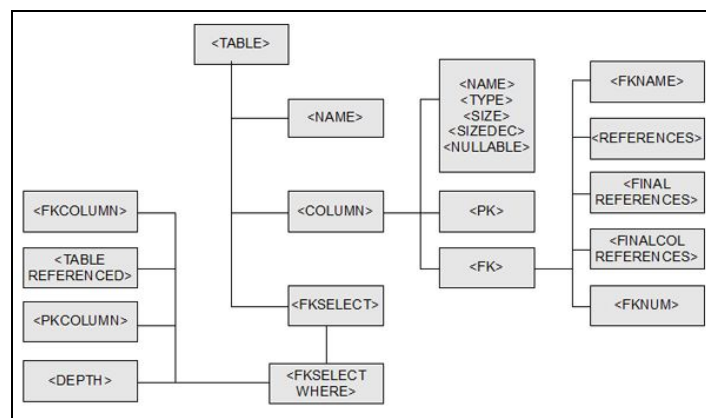 <TABLE>
<NAME>
<COLUMN>
<FKSELECT>
<FKSELECT
WHERE>
<FKCOLUMN>
<TABLE
REFERENCED>
<PKCOLUMN>
<DEPTH>
<NAME>
<TYPE>
<SIZE>
<SIZEDEC>
<NULLABLE>
<PK>
<FK>
<FKNAME>
<REFERENCES>
<FINAL
REFERENCES>
<FINALCOL
REFERENCES>
<FKNUM>